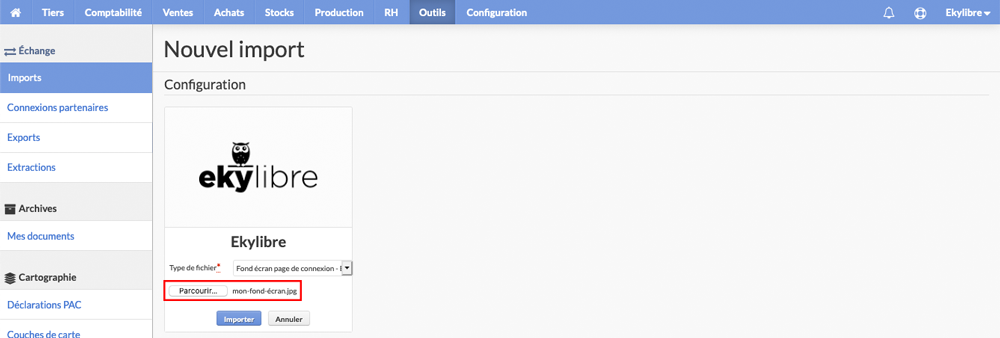 Tiers Comptabilité Ventes Achats Stocks Production RH Outils Configuration Ekylibre
Échange
Imports
Connexions partenaires
Exports
Extractions
Archives
Mes documents
Cartographie
Déclarations PAC
Couches de carte
Nouvel import
Configuration
ekylibre
Ekylibre
Type de fichier* Fond écran page de connexion -
Parcourir... mon-fond-écran.jpg
Importer Annuler